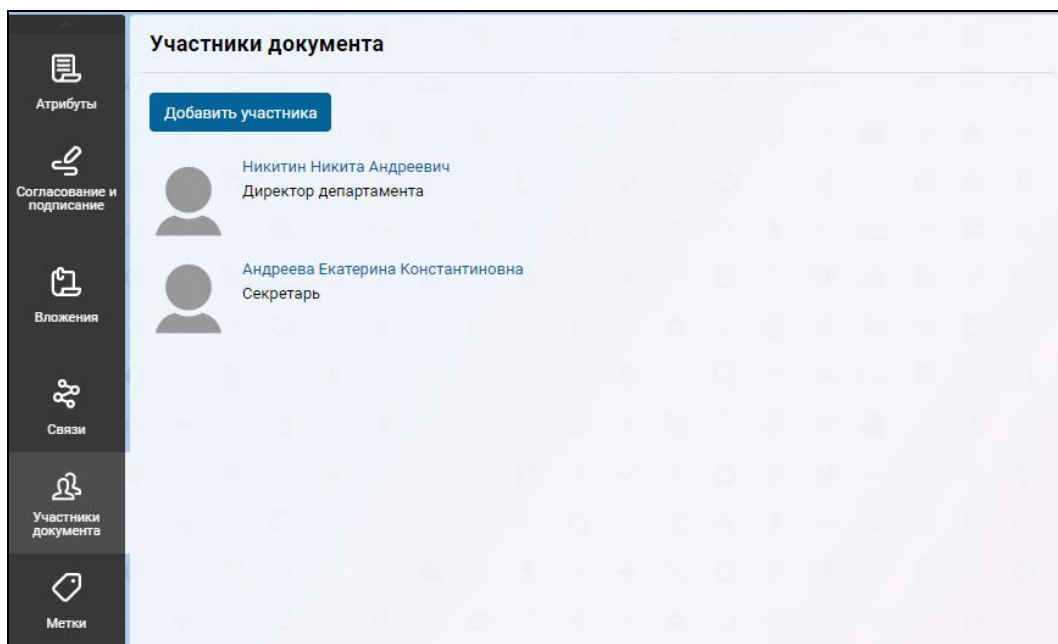 Участники документа
Атрибуты
Добавить участника
Согласование и
подписание
Никитин Никита Андреевич
Директор департамента
Вложения
Андреева Екатерина Константиновна
Секретарь
Связи
Участники
документа
Метки